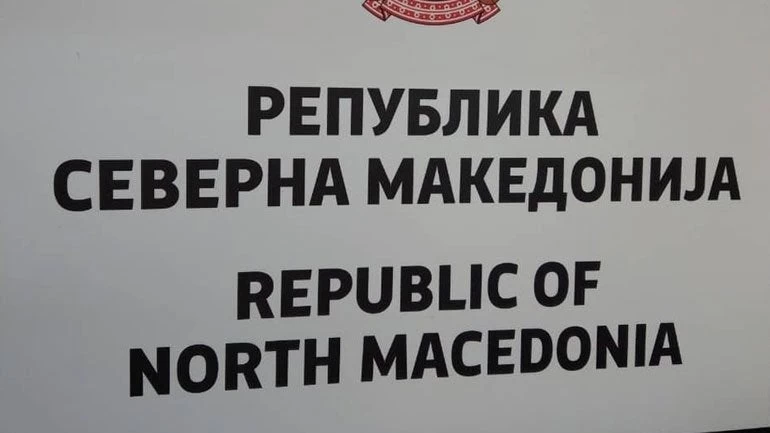 РЕПУБЛИКА
СЕВЕРНА МАКЕДОНИЈА
REPUBLIC OF
NORTH MACEDONIA